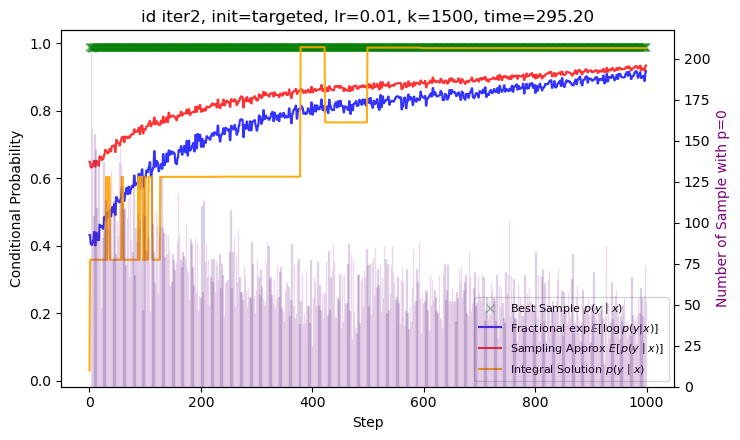 id iter2, init=targeted, lr=0.01, k=1500, time=295.20
1.0
0.8
0.6
0.4
0.2
0.0
Conditional Probability
200
175
150
125
100
75
50
25
0
Number of Sample with p=0
Best Sample p(y | x)
Fractional exp 𝔼[log p(y|x)]
Sampling Approx 𝔼[p(y | x)]
Integral Solution p(y | x)
0
200
400
600
800
1000
Step